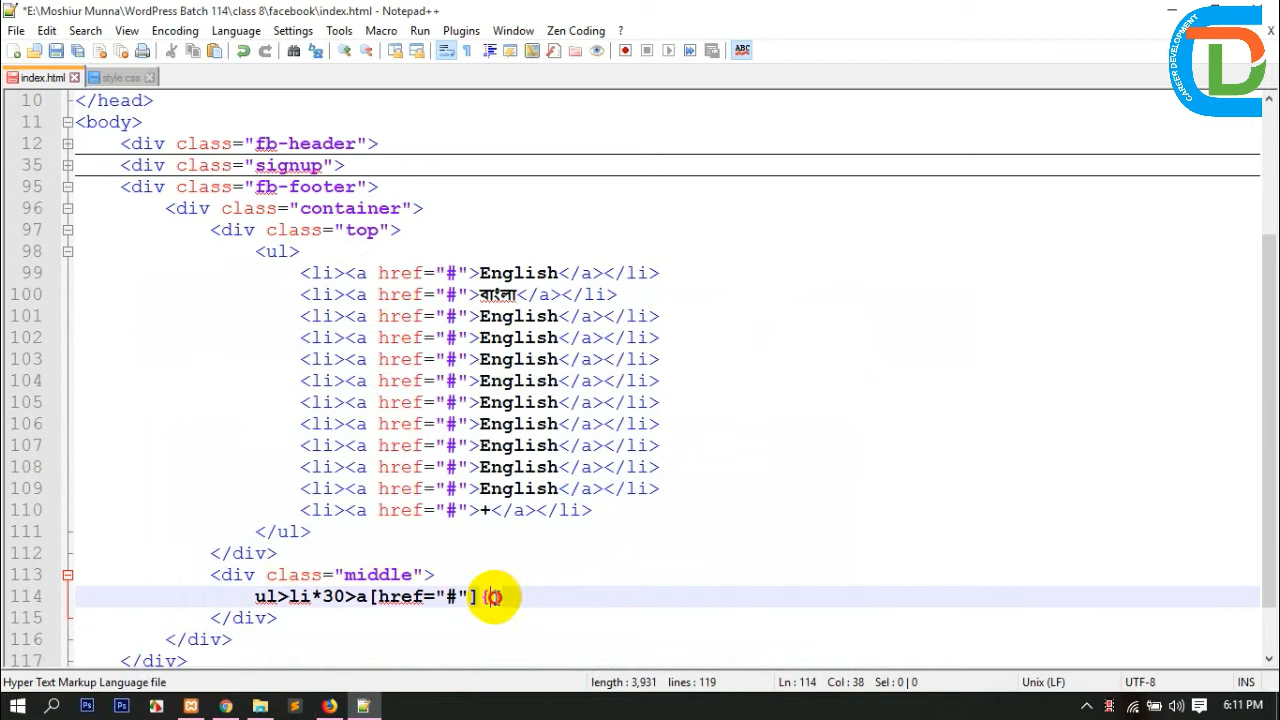 *E:\Moshiur Munna\WordPress Batch 114\class 8\facebook\index.html - Notepad++
File Edit Search View Encoding Language Settings Tools Macro Run Plugins Window Zen Coding ? X
index.html style.css
CAREER DEVELOPMENT
10 </head>
11 <body>
12 <div class="fb-header">
35 <div class="signup">
95 <div class="fb-footer">
96 <div class="container">
97 <div class="top">
98 <ul>
99 <li><a href="#">English</a></li>
100 <li><a href="#">বাংলা</a></li>
101 <li><a href="#">English</a></li>
102 <li><a href="#">English</a></li>
103 <li><a href="#">English</a></li>
104 <li><a href="#">English</a></li>
105 <li><a href="#">English</a></li>
106 <li><a href="#">English</a></li>
107 <li><a href="#">English</a></li>
108 <li><a href="#">English</a></li>
109 <li><a href="#">English</a></li>
110 <li><a href="#">+</a></li>
111 </ul>
112 </div>
113 <div class="middle">
114 ul>li*30>a[href="#"]{}
115 </div>
116 </div>
117 </div>
Hyper Text Markup Language file length : 3,931 lines : 119 Ln : 114 Col : 38 Sel : 0 | 0 Unix (LF) UTF-8 INS
6:11 PM